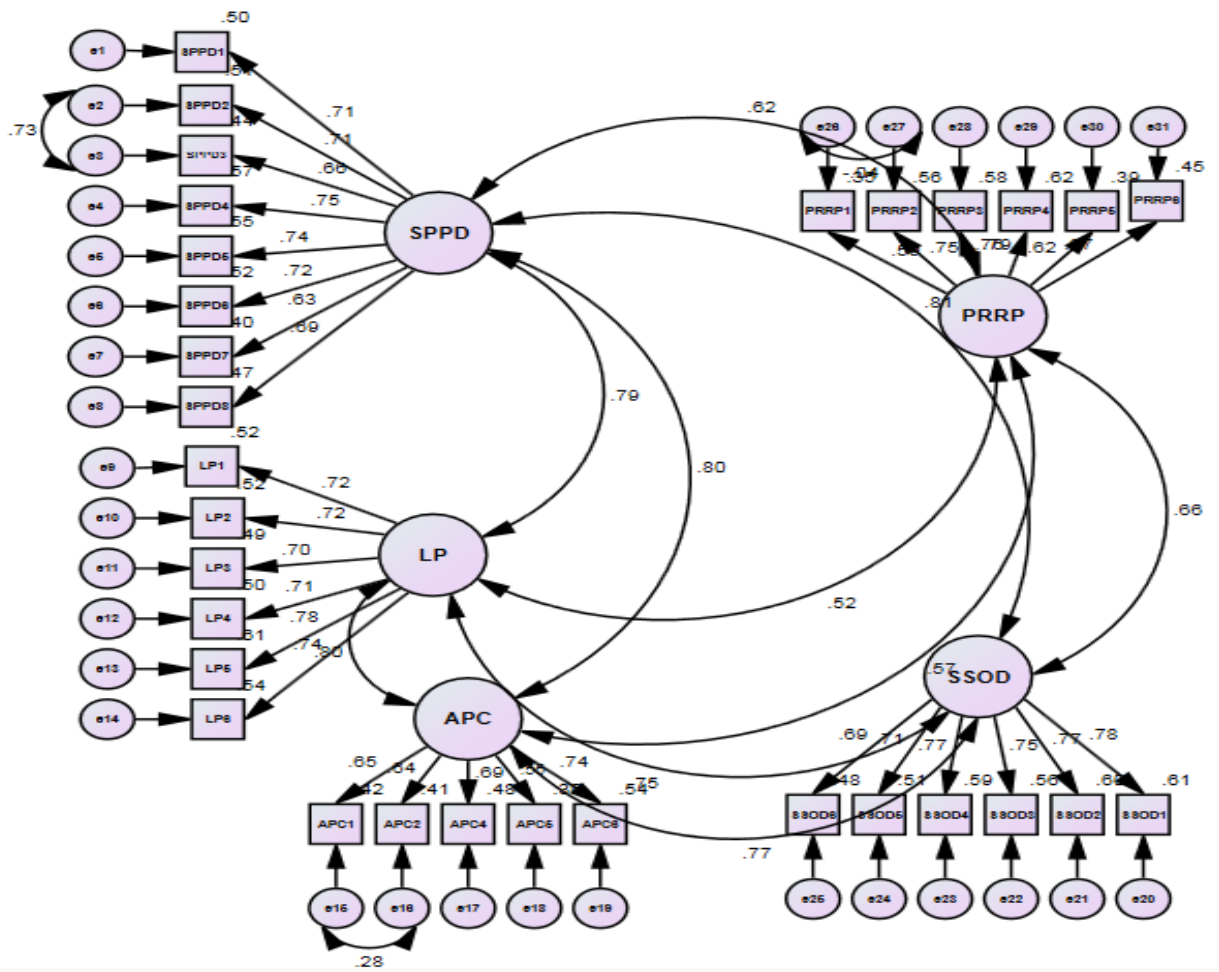 .50
e1 SPPD1
.71
e2 SPPD2
.73
.71
.44
e3 SPPD3
.66
.57
e4 SPPD4
.75
.55
e5 SPPD5
.74
.52
e6 SPPD6
.72
.40
e7 SPPD7
.63
.47
e8 SPPD8
.69
SPPD
.52
e9 LP1
.72
.52
e10 LP2
.72
.49
e11 LP3
.70
.50
e12 LP4
.71
.61
e13 LP5
.78
.54
e14 LP6
.74
.80
LP
.62
e26 e27 e28 e29 e30 e31
.56 .58 .62 .39 .45
PRRP1 PRRP2 PRRP3 PRRP4 PRRP5 PRRP6
.75 .62
.81
PRRP
.79
.80
.66
.52
.57
SSOD
APC
.65 .64 .69 .74
.42 .41 .48 .54 .75
APC1 APC2 APC4 APC5 APC6
e15 e16 e17 e18 e19
.28
.77
.69 .71 .77 .75 .77 .78
.48 .51 .59 .56 .61
SSOD6 SSOD5 SSOD4 SSOD3 SSOD2 SSOD1
e25 e24 e23 e22 e21 e20